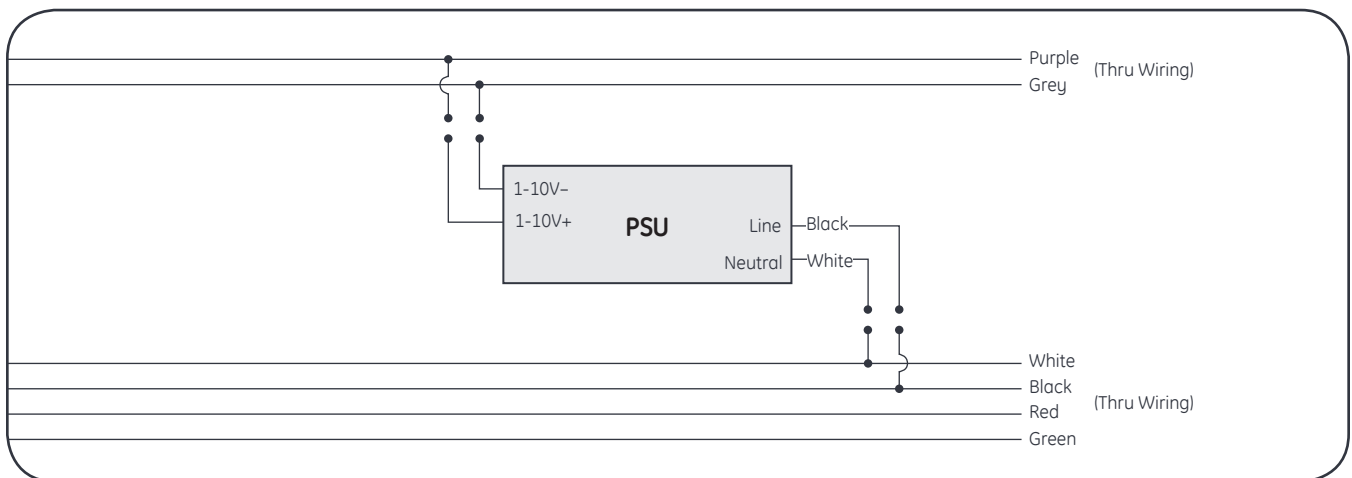 Purple
(Thru Wiring)
Grey
1-10V–
1-10V+
PSU
Line
Black
Neutral
White
White
Black
(Thru Wiring)
Red
Green